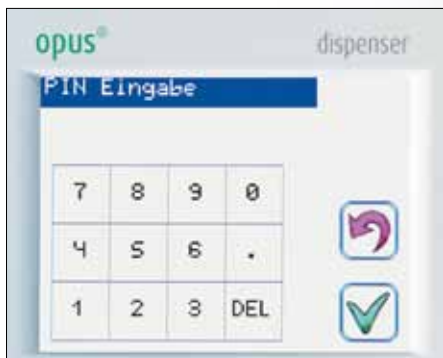 opus® dispenser
PIN Eingabe
7 8 9 0
4 5 6 .
1 2 3 DEL